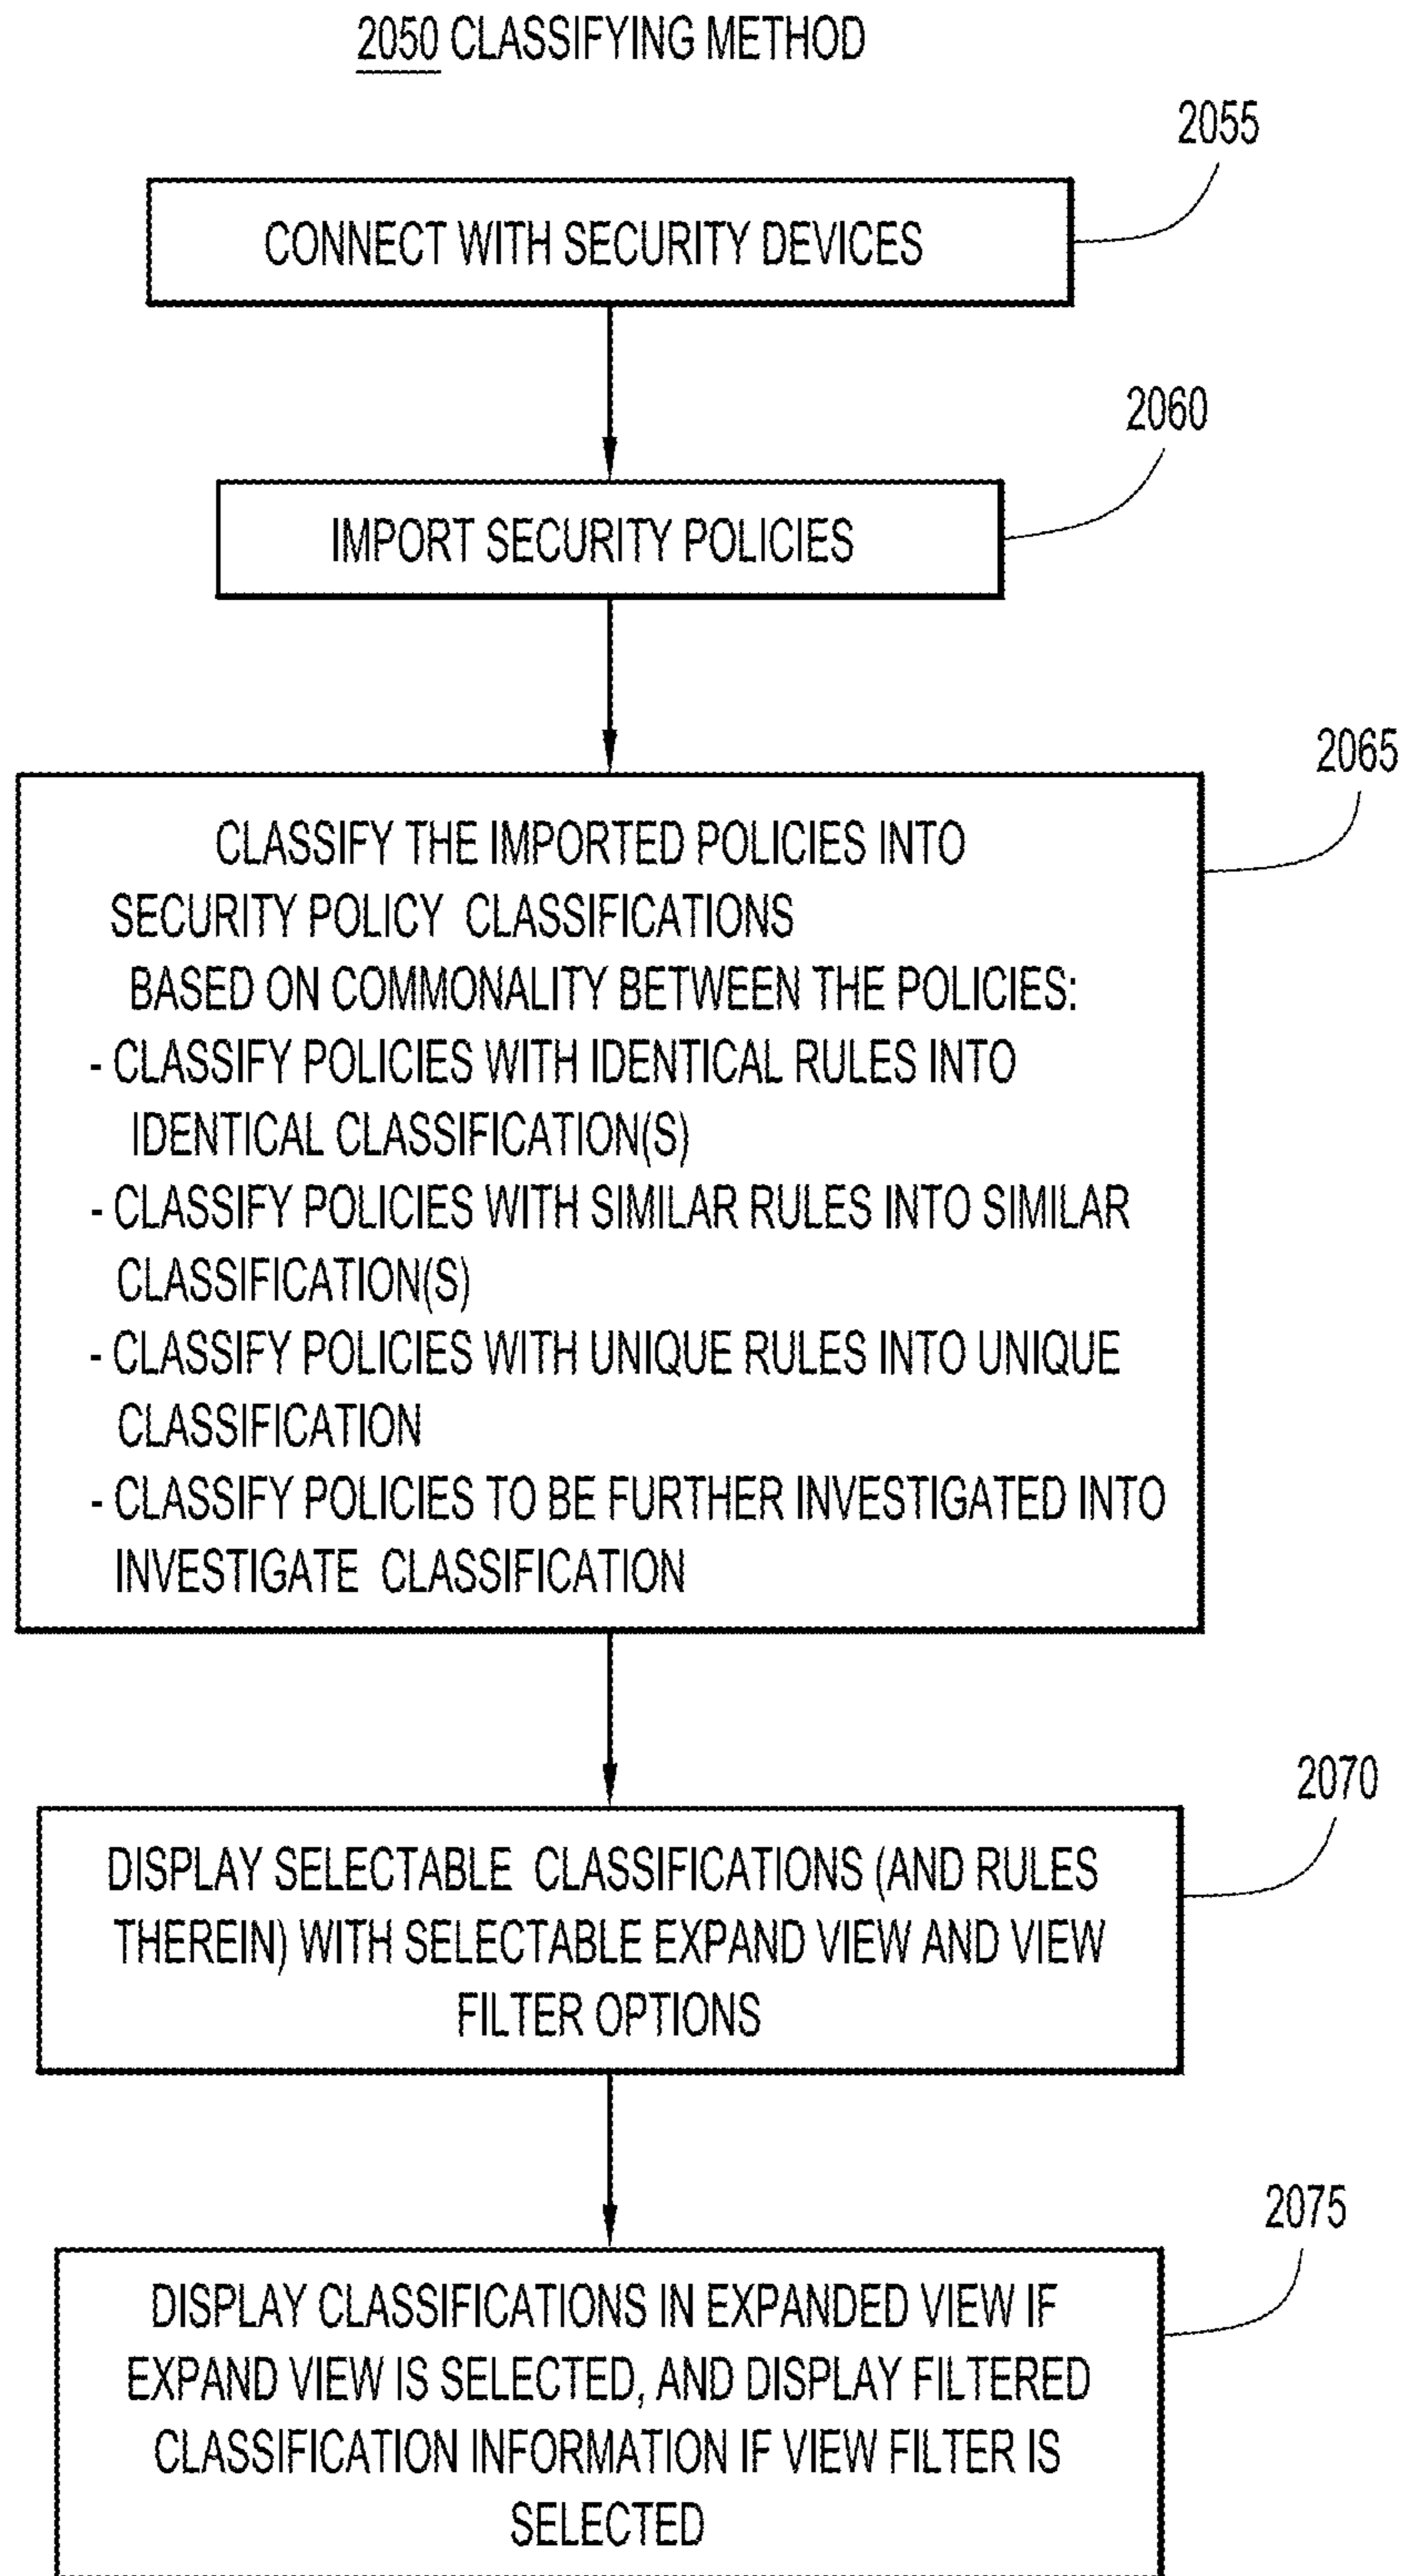 2050 CLASSIFYING METHOD
2055
CONNECT WITH SECURITY DEVICES
2060
IMPORT SECURITY POLICIES
2065
CLASSIFY THE IMPORTED POLICIES INTO
SECURITY POLICY CLASSIFICATIONS
BASED ON COMMONALITY BETWEEN THE POLICIES:
- CLASSIFY POLICIES WITH IDENTICAL RULES INTO
IDENTICAL CLASSIFICATION(S)
- CLASSIFY POLICIES WITH SIMILAR RULES INTO SIMILAR
CLASSIFICATION(S)
- CLASSIFY POLICIES WITH UNIQUE RULES INTO UNIQUE
CLASSIFICATION
- CLASSIFY POLICIES TO BE FURTHER INVESTIGATED INTO
INVESTIGATE CLASSIFICATION
2070
DISPLAY SELECTABLE CLASSIFICATIONS (AND RULES
THEREIN) WITH SELECTABLE EXPAND VIEW AND VIEW
FILTER OPTIONS
2075
DISPLAY CLASSIFICATIONS IN EXPANDED VIEW IF
EXPAND VIEW IS SELECTED, AND DISPLAY FILTERED
CLASSIFICATION INFORMATION IF VIEW FILTER IS
SELECTED